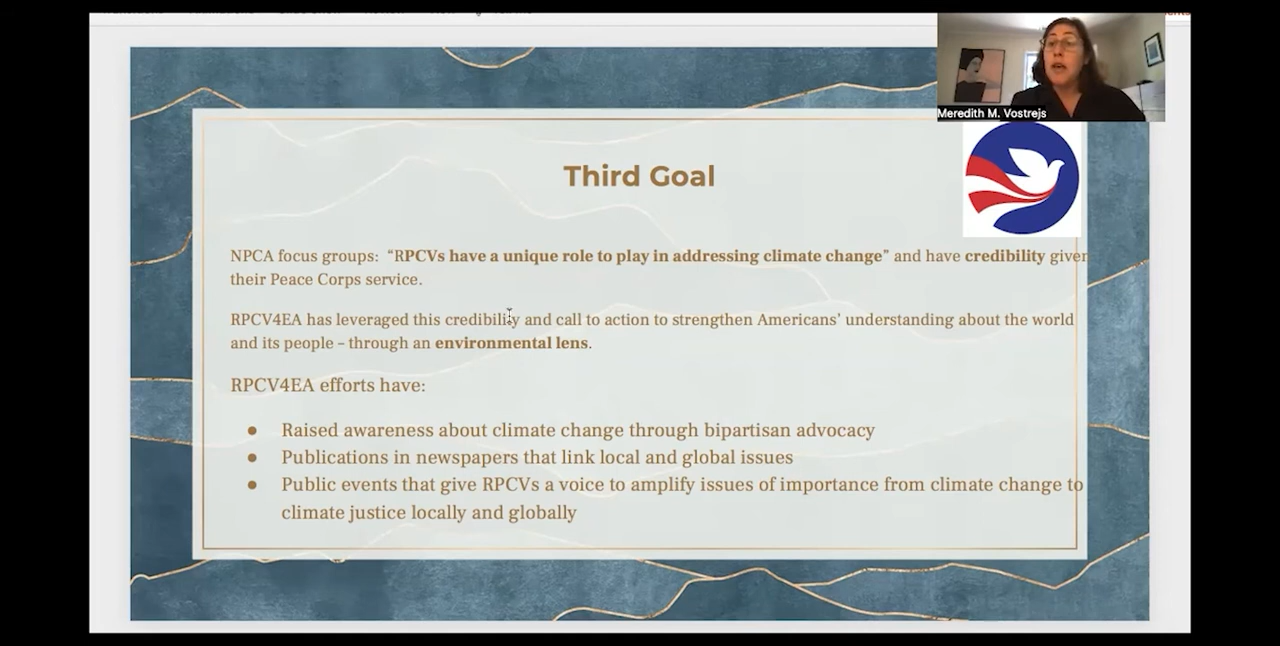 Meredith M. Vostrejs
Third Goal
NPCA focus groups: “RPCVs have a unique role to play in addressing climate change” and have credibility given
their Peace Corps service.
RPCV4EA has leveraged this credibility and call to action to strengthen Americans’ understanding about the world
and its people – through an environmental lens.
RPCV4EA efforts have:
● Raised awareness about climate change through bipartisan advocacy
● Publications in newspapers that link local and global issues
● Public events that give RPCVs a voice to amplify issues of importance from climate change to
climate justice locally and globally